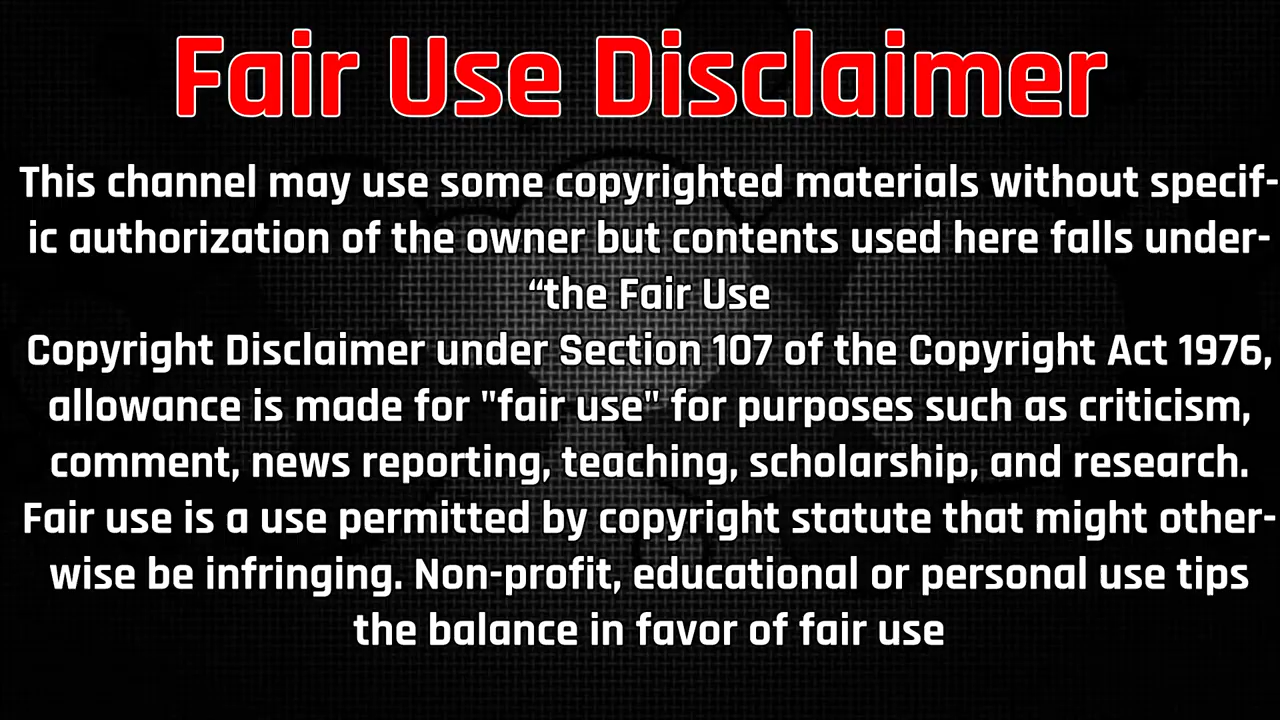 Fair Use Disclaimer
This channel may use some copyrighted materials without specif-
ic authorization of the owner but contents used here falls under-
“the Fair Use
Copyright Disclaimer under Section 107 of the Copyright Act 1976,
allowance is made for "fair use" for purposes such as criticism,
comment, news reporting, teaching, scholarship, and research.
Fair use is a use permitted by copyright statute that might other-
wise be infringing. Non-profit, educational or personal use tips
the balance in favor of fair use